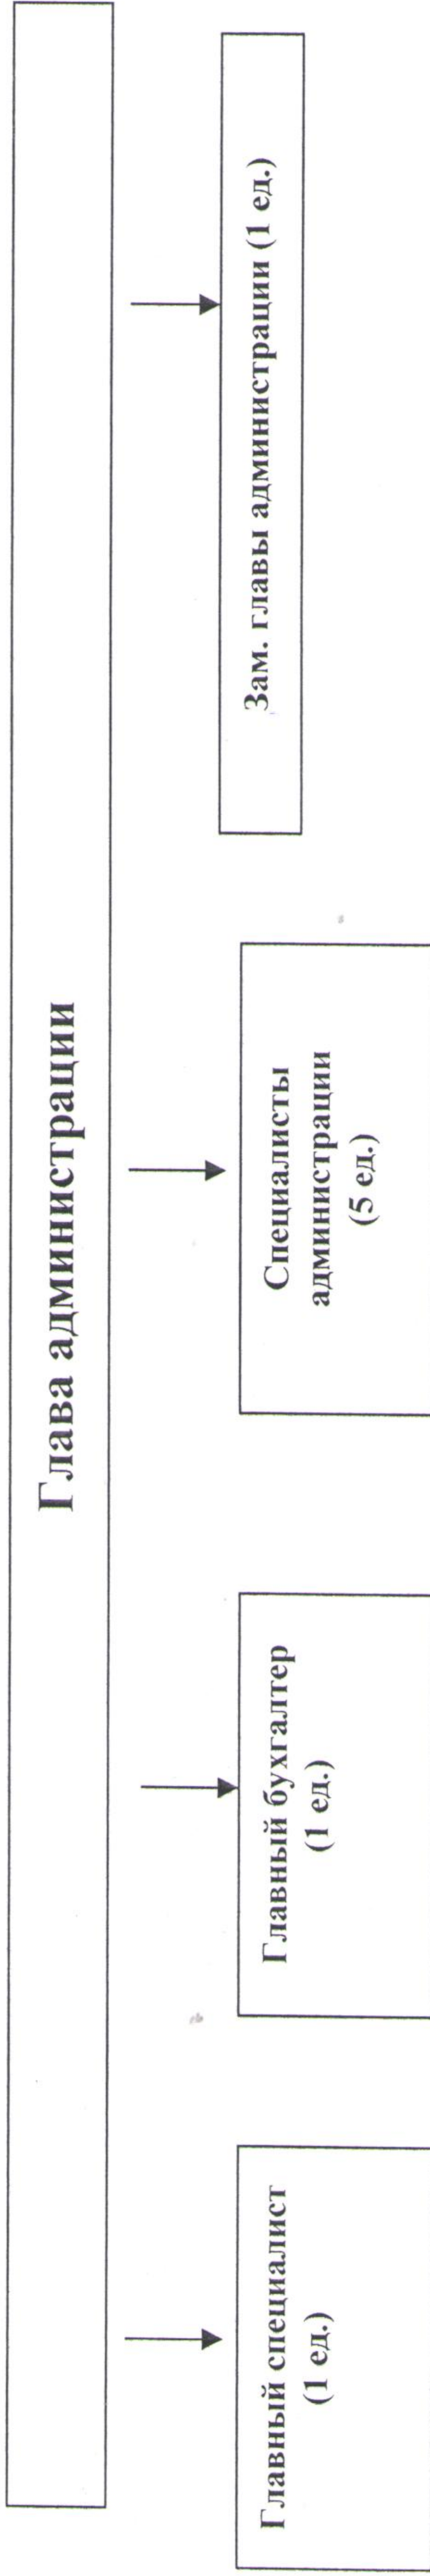 Глава администрации
Главный специалист
(1 ед.)
Главный бухгалтер
(1 ед.)
Специалисты
администрации
(5 ед.)
Зам. главы администрации (1 ед.)